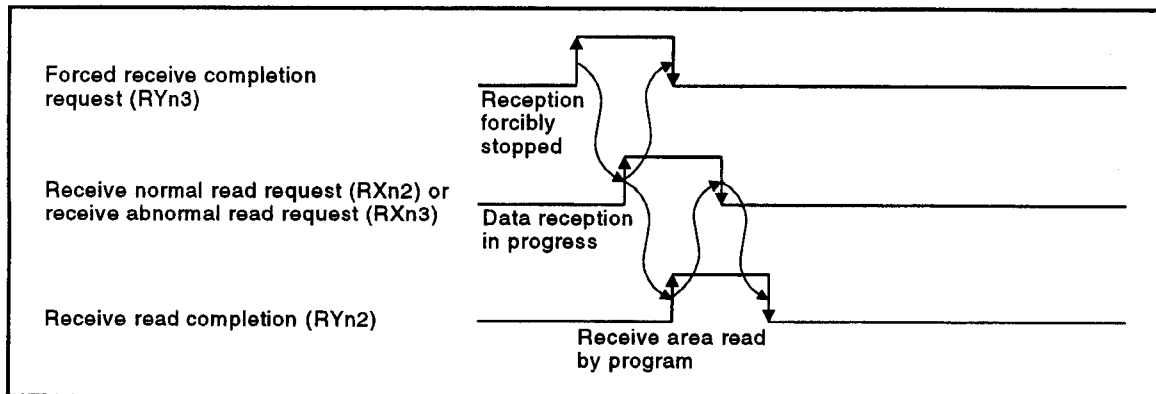 Forced receive completion
request (RYn3)
Reception
forcibly
stopped
Receive normal read request (RXn2) or
receive abnormal read request (RXn3)
Data reception
in progress
Receive read completion (RYn2)
Receive area read
by program